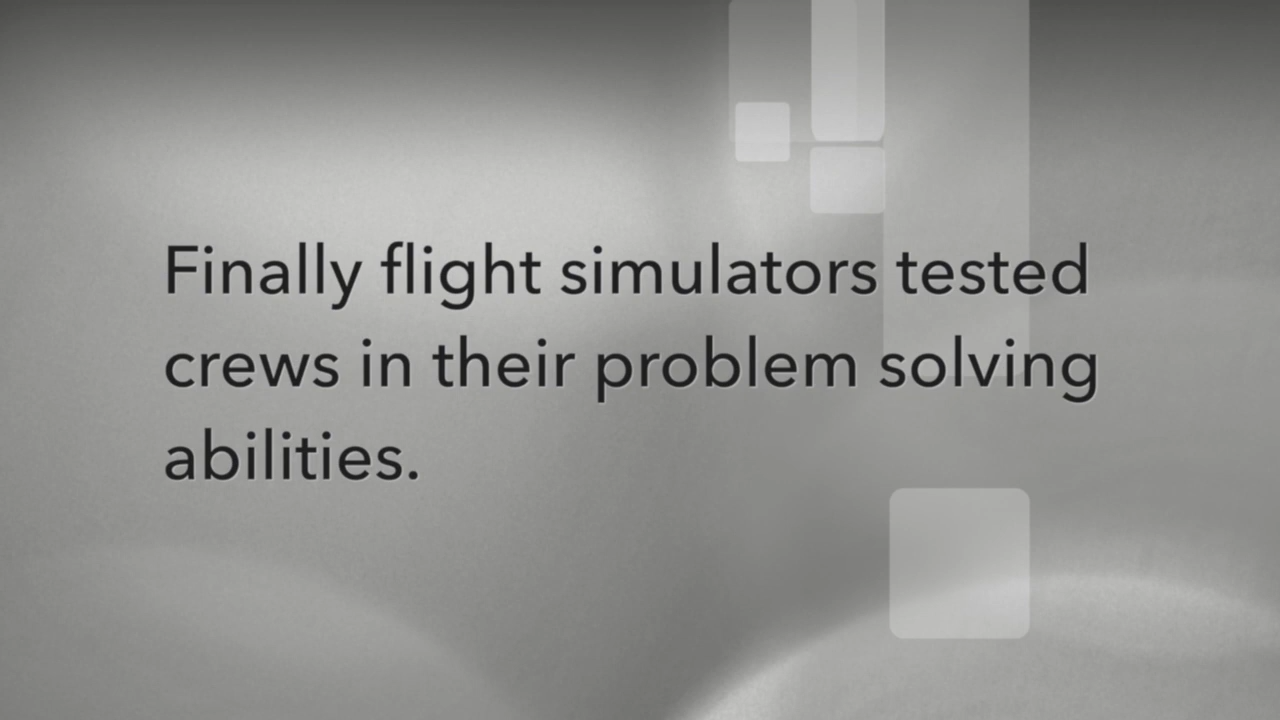 Finally flight simulators tested
crews in their problem solving
abilities.